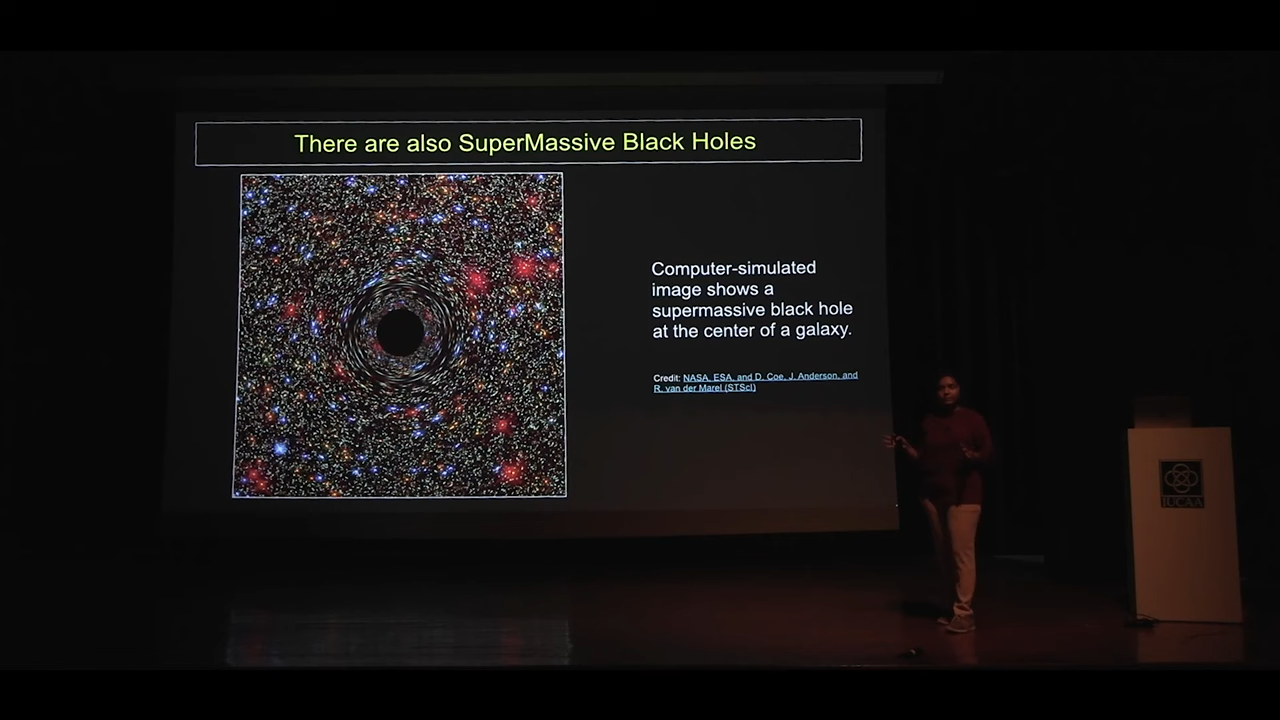 There are also SuperMassive Black Holes
Computer-simulated
image shows a
supermassive black hole
at the center of a galaxy.
Credit: NASA, ESA, and D. Coe, J. Anderson, and
R. van der Marel (STScI)
IUCAA